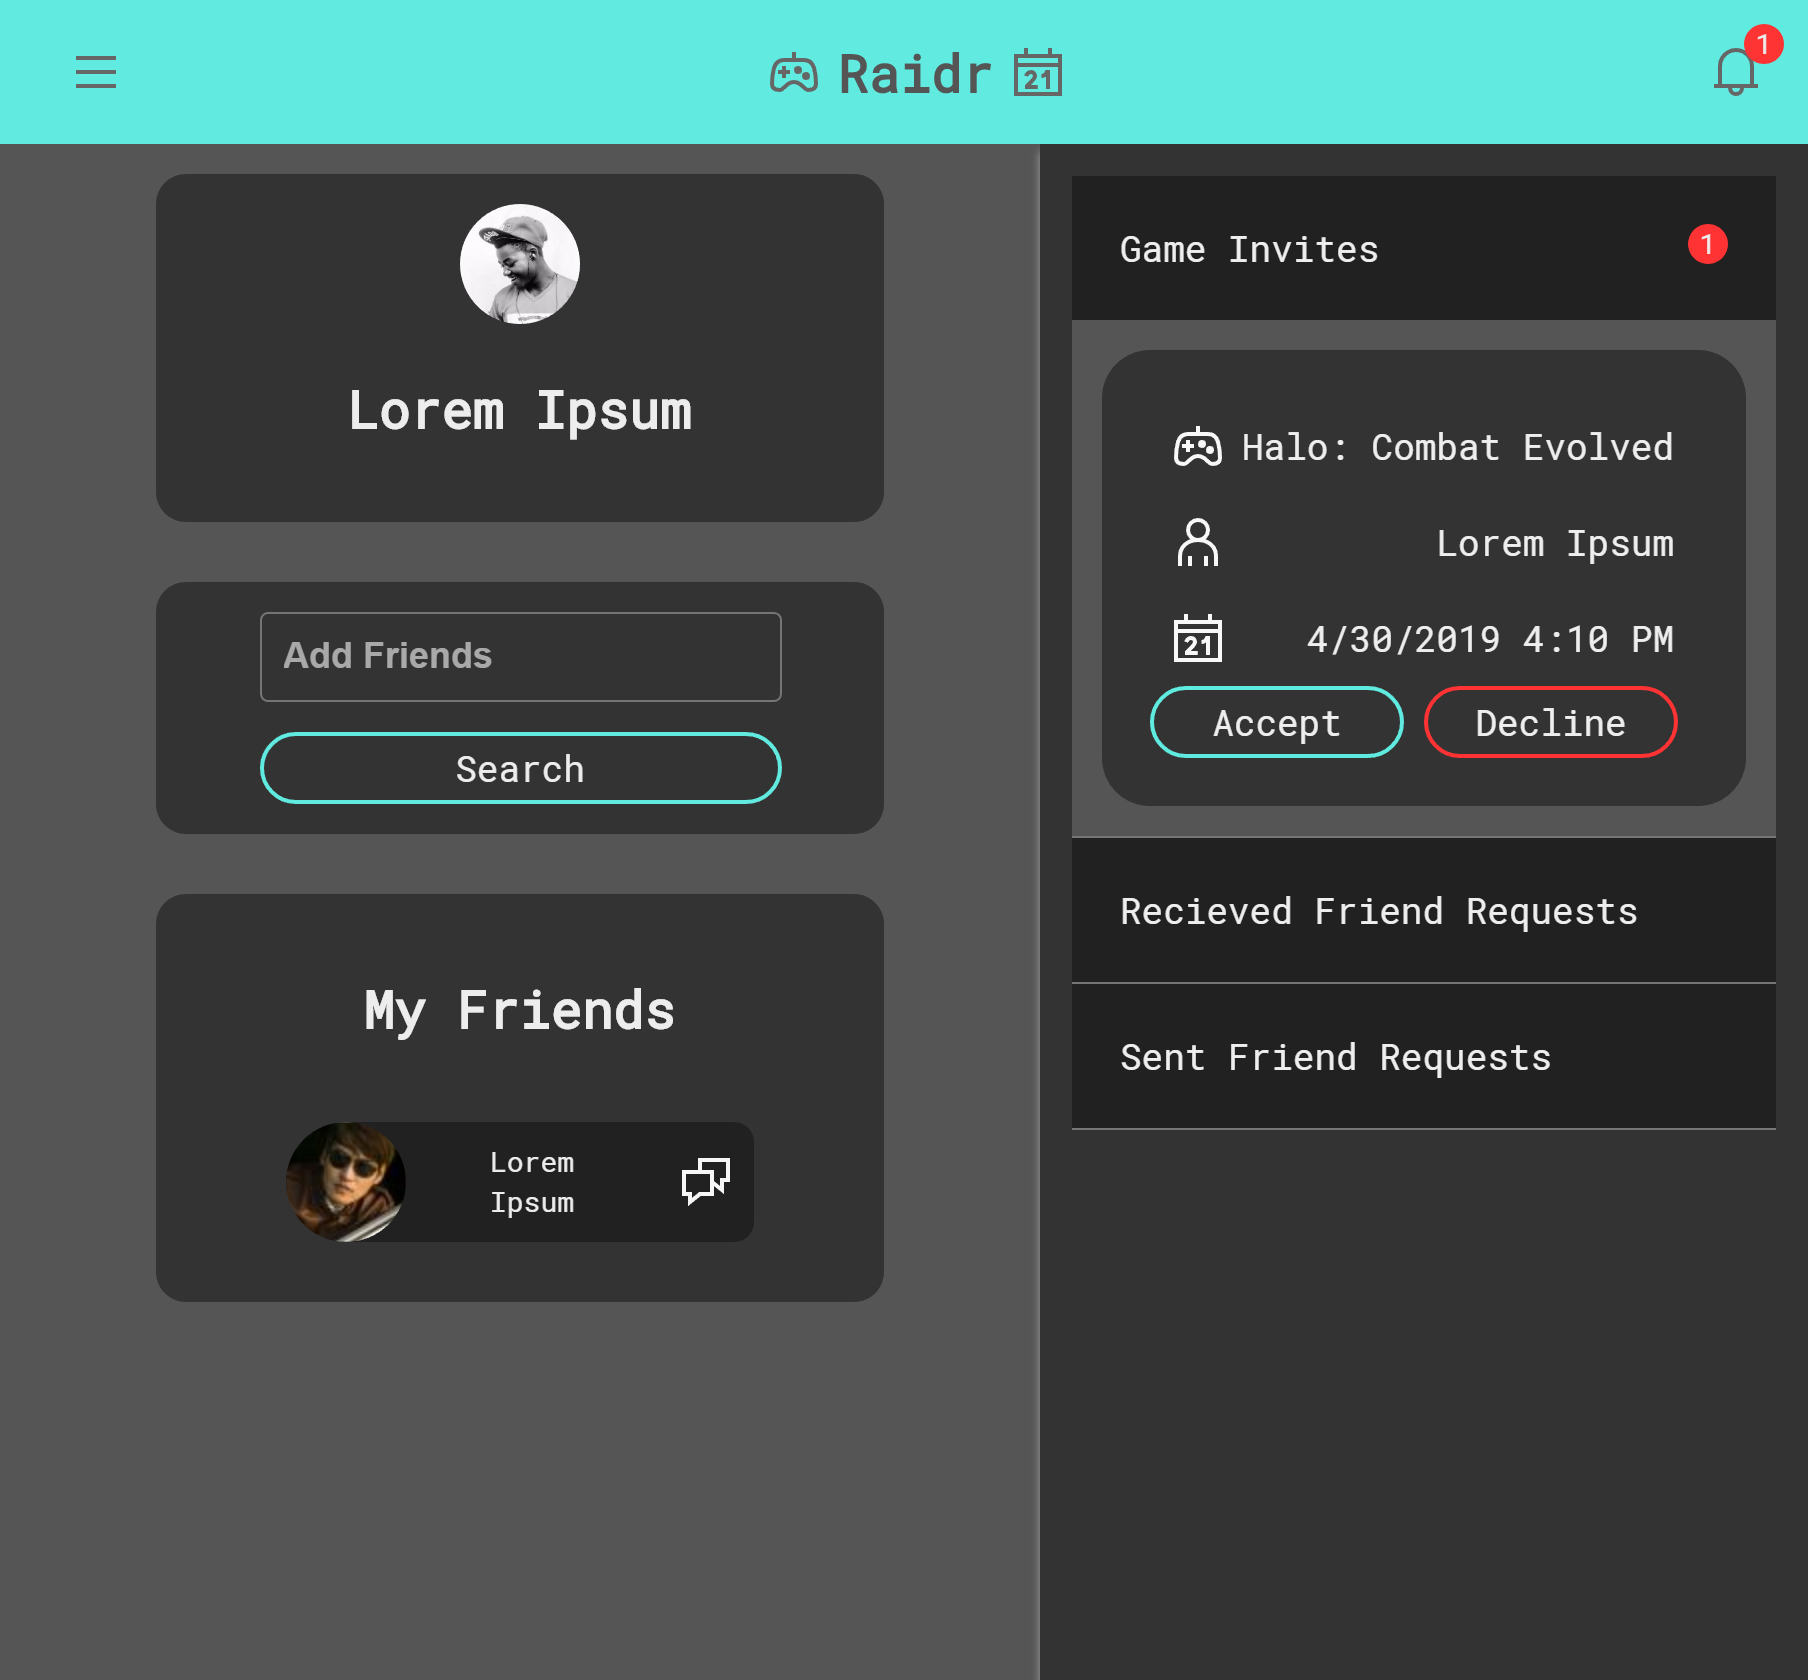 Raidr
21
1
Lorem Ipsum
Add Friends
Search
My Friends
Lorem
Ipsum
Game Invites
1
Halo: Combat Evolved
Lorem Ipsum
21
4/30/2019 4:10 PM
Accept
Decline
Recieved Friend Requests
Sent Friend Requests